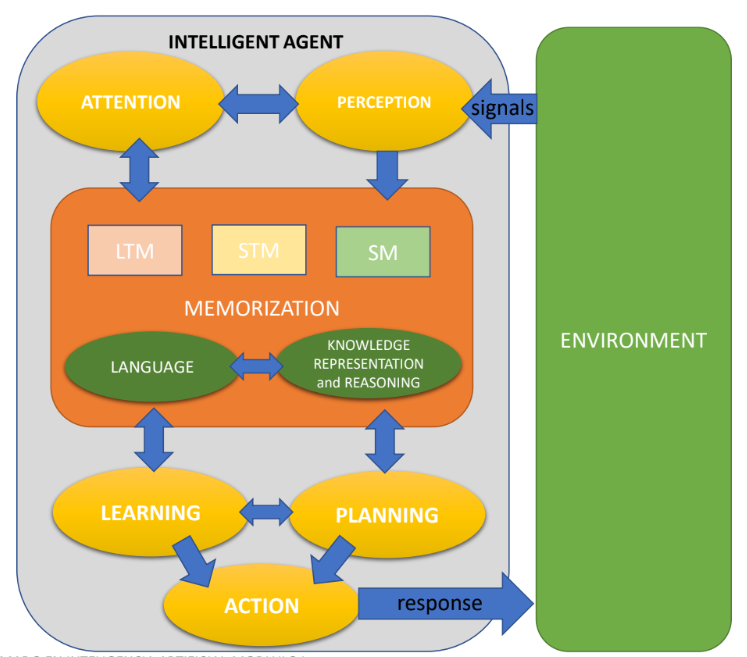 INTELLIGENT AGENT
ATTENTION
PERCEPTION
signals
LTM
STM
SM
MEMORIZATION
LANGUAGE
KNOWLEDGE
REPRESENTATION
and REASONING
ENVIRONMENT
LEARNING
PLANNING
ACTION
response